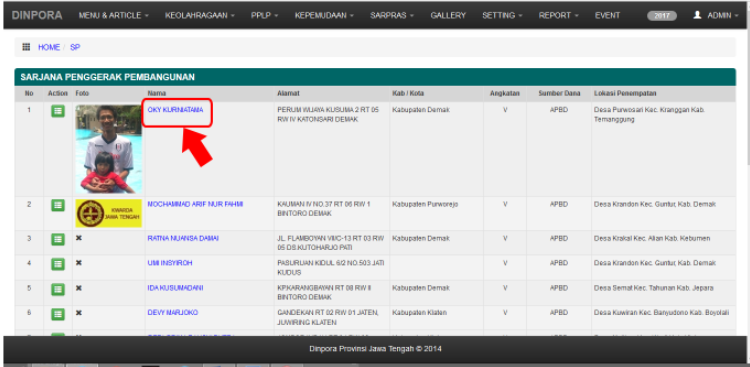 DINPORA MENU & ARTICLE KEOLAHRAGAAN PPLP KEPEMUDAAN SARPRAS GALLERY SETTING REPORT EVENT 2017 ADMIN
HOME / SP
SARJANA PENGGERAK PEMBANGUNAN
No Action Foto Nama Alamat Kab / Kota Angkatan Sumber Dana Lokasi Penempatan
1 OKY KURNIATAMA PERUM WIJAYA KUSUMA 2 RT 05 Kabupaten Demak V APBD Desa Purwosari Kec. Kranggan Kab.
RW IV KATONSARI DEMAK Temanggung
2 MOCHAMMAD ARIF NUR FAHMI KAUMAN IV NO.37 RT 06 RW 1 Kabupaten Purworejo V APBD Desa Krandon Kec. Guntur, Kab. Demak
KWARDA
JAWA TENGAH
BINTORO DEMAK
3 RATNA NUANSA DAMAI JL. FLAMBOYAN VIII/C-13 RT 03 RW Kabupaten Demak V APBD Desa Krakal Kec. Alian Kab. Kebumen
05 DS.KUTOHARJO PATI
4 UMI INSYIROH PASURUAN KIDUL 6/2 NO.503 JATI Kabupaten Demak V APBD Desa Krandon Kec. Guntur, Kab. Demak
KUDUS
5 IDA KUSUMADANI KP.KARANGBAYAN RT 08 RW II Kabupaten Demak V APBD Desa Semat Kec. Tahunan Kab. Jepara
BINTORO DEMAK
6 DEVY MARJOKO GANDEKAN RT 02 RW 01 JATEN, Kabupaten Klaten V APBD Desa Kuwiran Kec. Banyudono Kab. Boyolali
JUWIRING KLATEN
Dinpora Provinsi Jawa Tengah © 2014